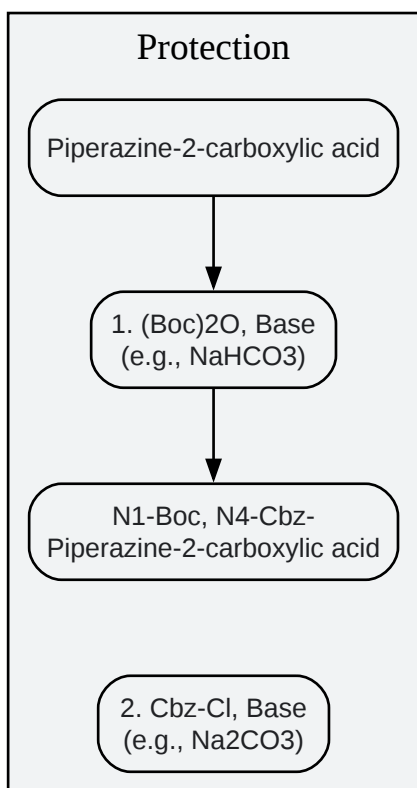 Protection
Piperazine-2-carboxylic acid
1. (Boc)2O, Base
(e.g., NaHCO3)
N1-Boc, N4-Cbz-
Piperazine-2-carboxylic acid
2. Cbz-Cl, Base
(e.g., Na2CO3)